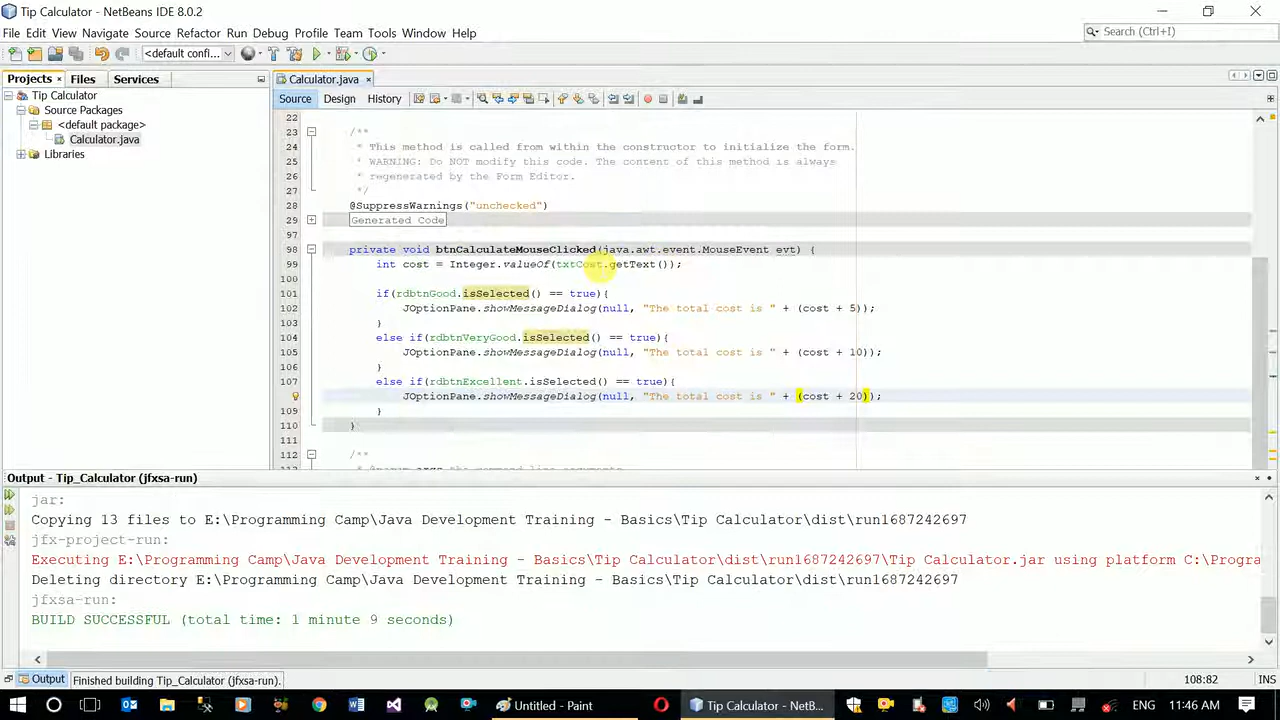 Tip Calculator - NetBeans IDE 8.0.2
File Edit View Navigate Source Refactor Run Debug Profile Team Tools Window Help
Search (Ctrl+I)
<default confi...
Projects Files Services
Calculator.java
Tip Calculator
Source Packages
<default package>
Calculator.java
Libraries
Source Design History
22
23 /**
24 * This method is called from within the constructor to initialize the form.
25 * WARNING: Do NOT modify this code. The content of this method is always
26 * regenerated by the Form Editor.
27 */
28 @SuppressWarnings("unchecked")
29 Generated Code
97
98 private void btnCalculateMouseClicked(java.awt.event.MouseEvent evt) {
99 int cost = Integer.valueOf(txtCost.getText());
100
101 if(rdbtnGood.isSelected() == true){
102 JOptionPane.showMessageDialog(null, "The total cost is " + (cost + 5));
103 }
104 else if(rdbtnVeryGood.isSelected() == true){
105 JOptionPane.showMessageDialog(null, "The total cost is " + (cost + 10));
106 }
107 else if(rdbtnExcellent.isSelected() == true){
108 JOptionPane.showMessageDialog(null, "The total cost is " + (cost + 20));
109 }
110 }
111
112 /**
* @param args the command line arguments
Output - Tip_Calculator (jfxsa-run)
jar:
Copying 13 files to E:\Programming Camp\Java Development Training - Basics\Tip Calculator\dist\run1687242697
jfx-project-run:
Executing E:\Programming Camp\Java Development Training - Basics\Tip Calculator\dist\run1687242697\Tip Calculator.jar using platform C:\Progra
Deleting directory E:\Programming Camp\Java Development Training - Basics\Tip Calculator\dist\run1687242697
jfxsa-run:
BUILD SUCCESSFUL (total time: 1 minute 9 seconds)
Output
Finished building Tip_Calculator (jfxsa-run).
108:82 INS
Untitled - Paint
Tip Calculator - NetB...
ENG 11:46 AM